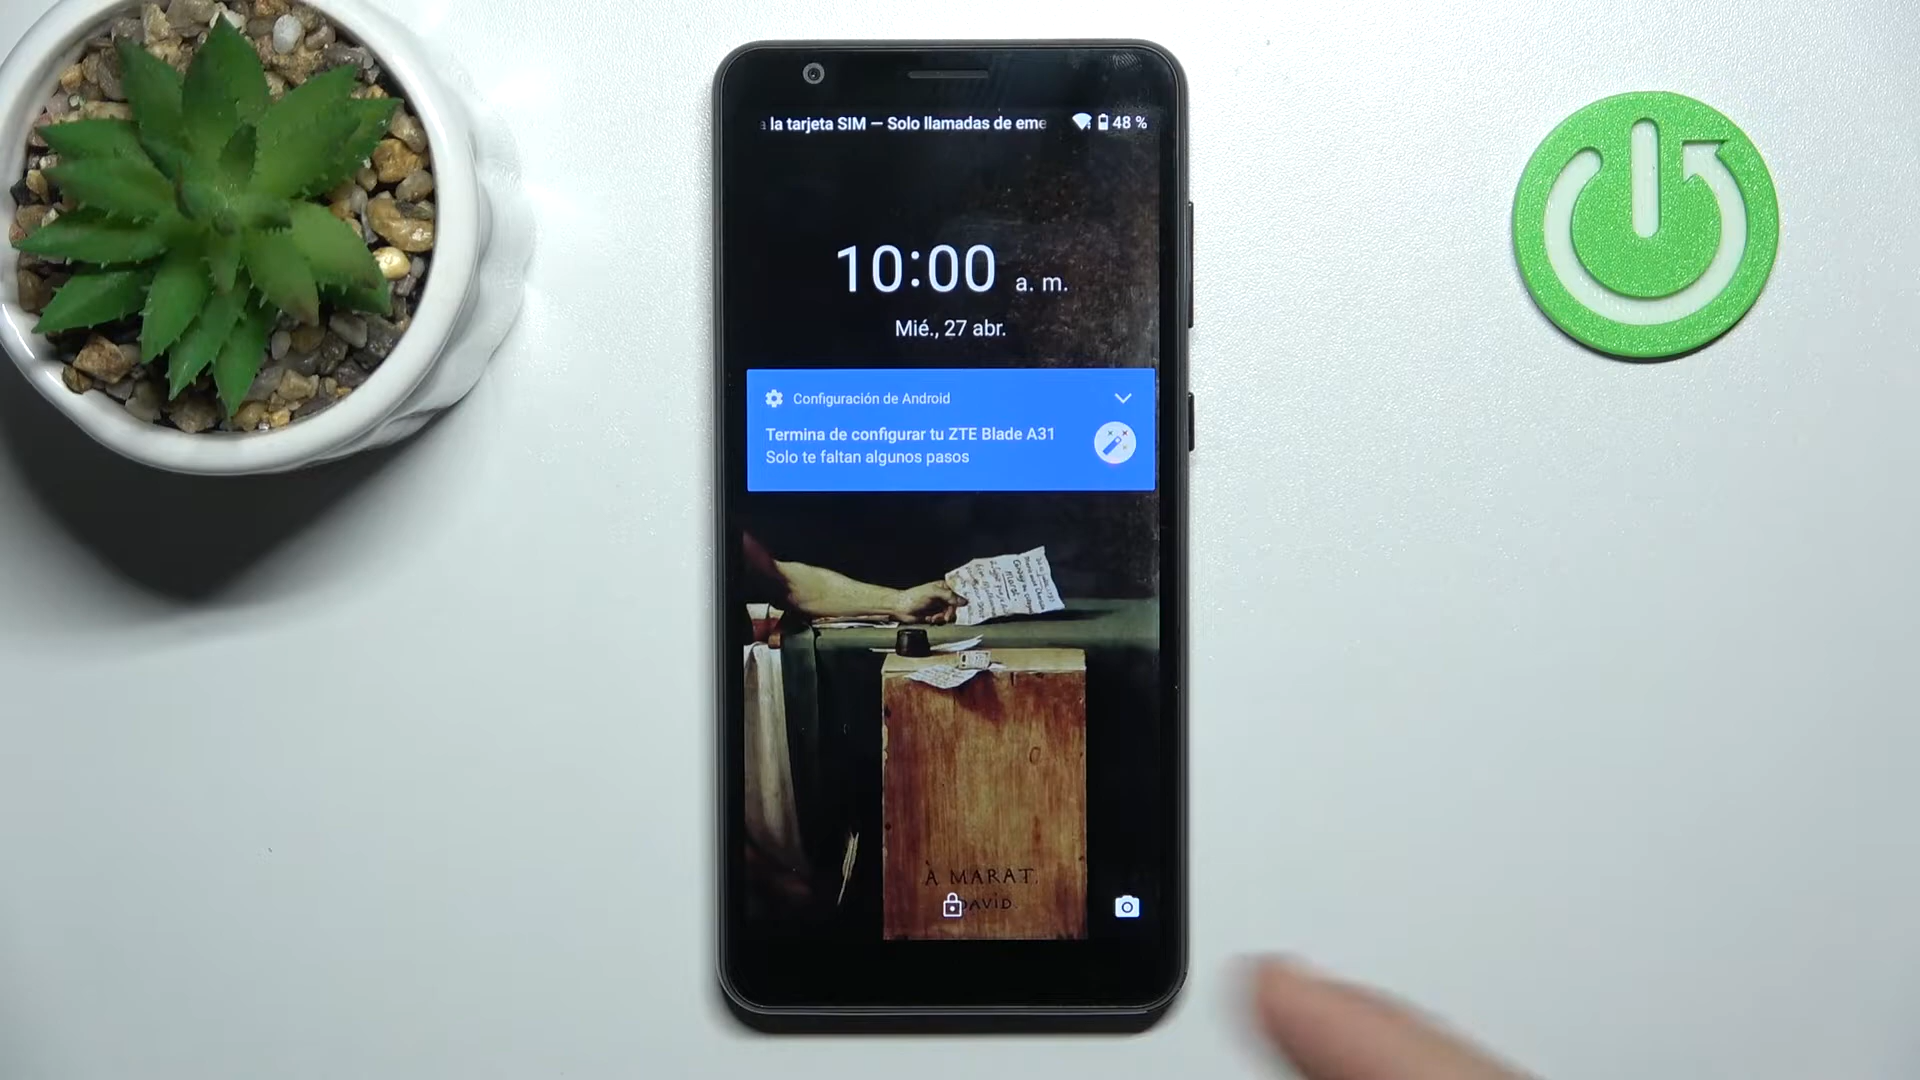 la tarjeta SIM — Solo llamadas de eme
48 %
10:00 a. m.
Mié., 27 abr.
Configuración de Android
Termina de configurar tu ZTE Blade A31
Solo te faltan algunos pasos
À MARAT,
DAVID.